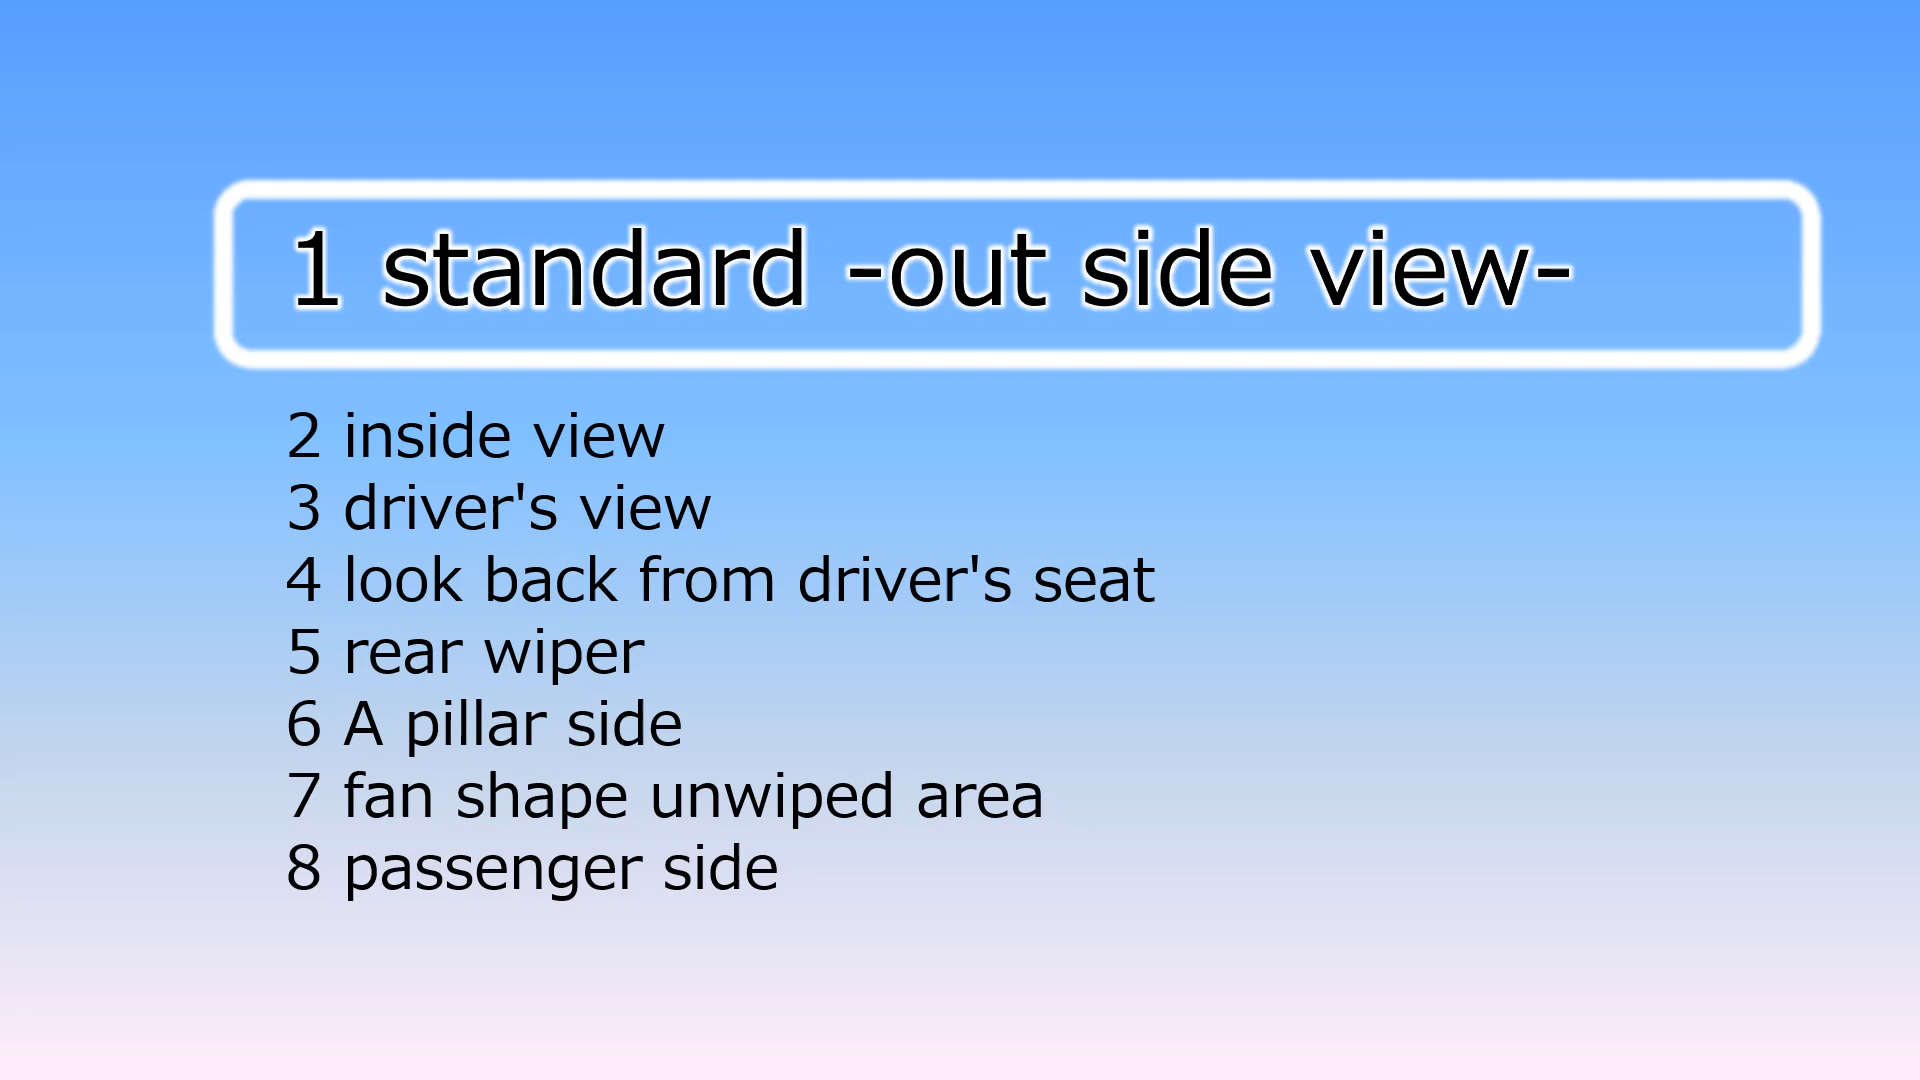 1 standard -out side view-
2 inside view
3 driver's view
4 look back from driver's seat
5 rear wiper
6 A pillar side
7 fan shape unwiped area
8 passenger side